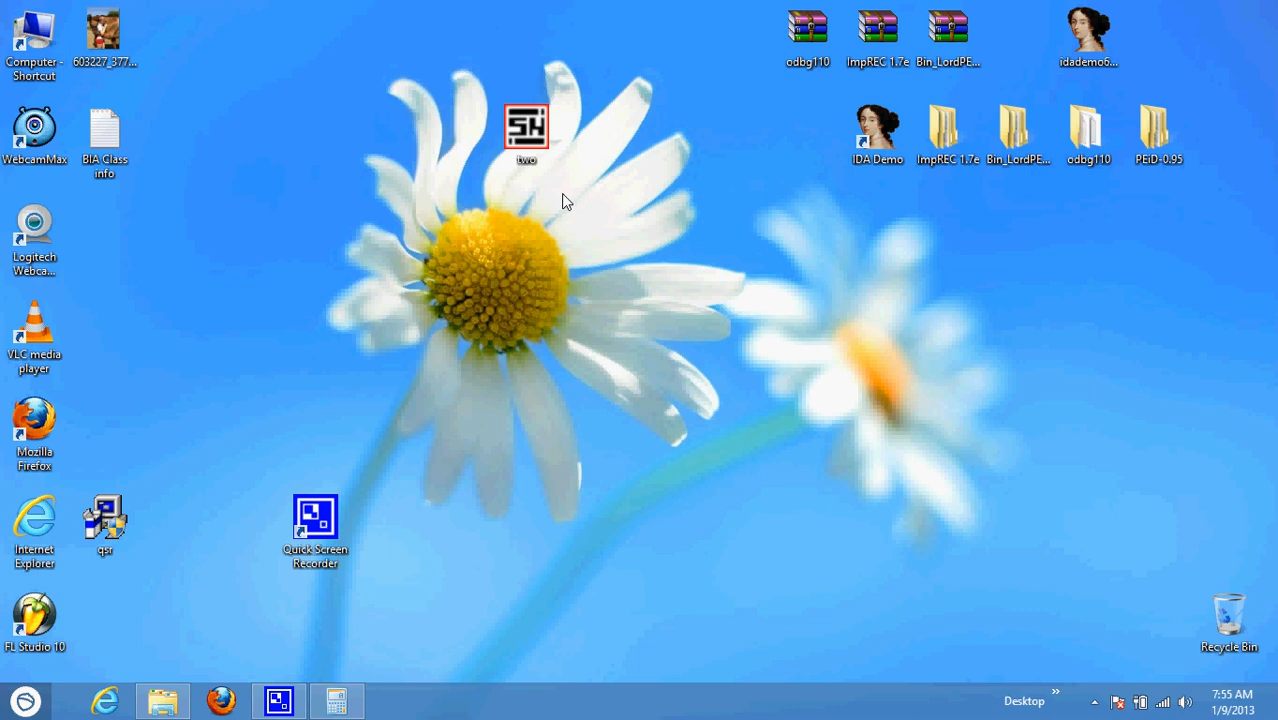 Computer -
Shortcut
603227_377...
odbg110
ImpREC 1.7e
Bin_LordPE...
idademo6...
WebcamMax
BIA Class
info
SH
two
IDA Demo
ImpREC 1.7e
Bin_LordPE...
odbg110
PEiD-0.95
Logitech
Webca...
VLC media
player
Mozilla
Firefox
Internet
Explorer
qsr
Quick Screen
Recorder
FL Studio 10
Recycle Bin
Desktop
7:55 AM
1/9/2013